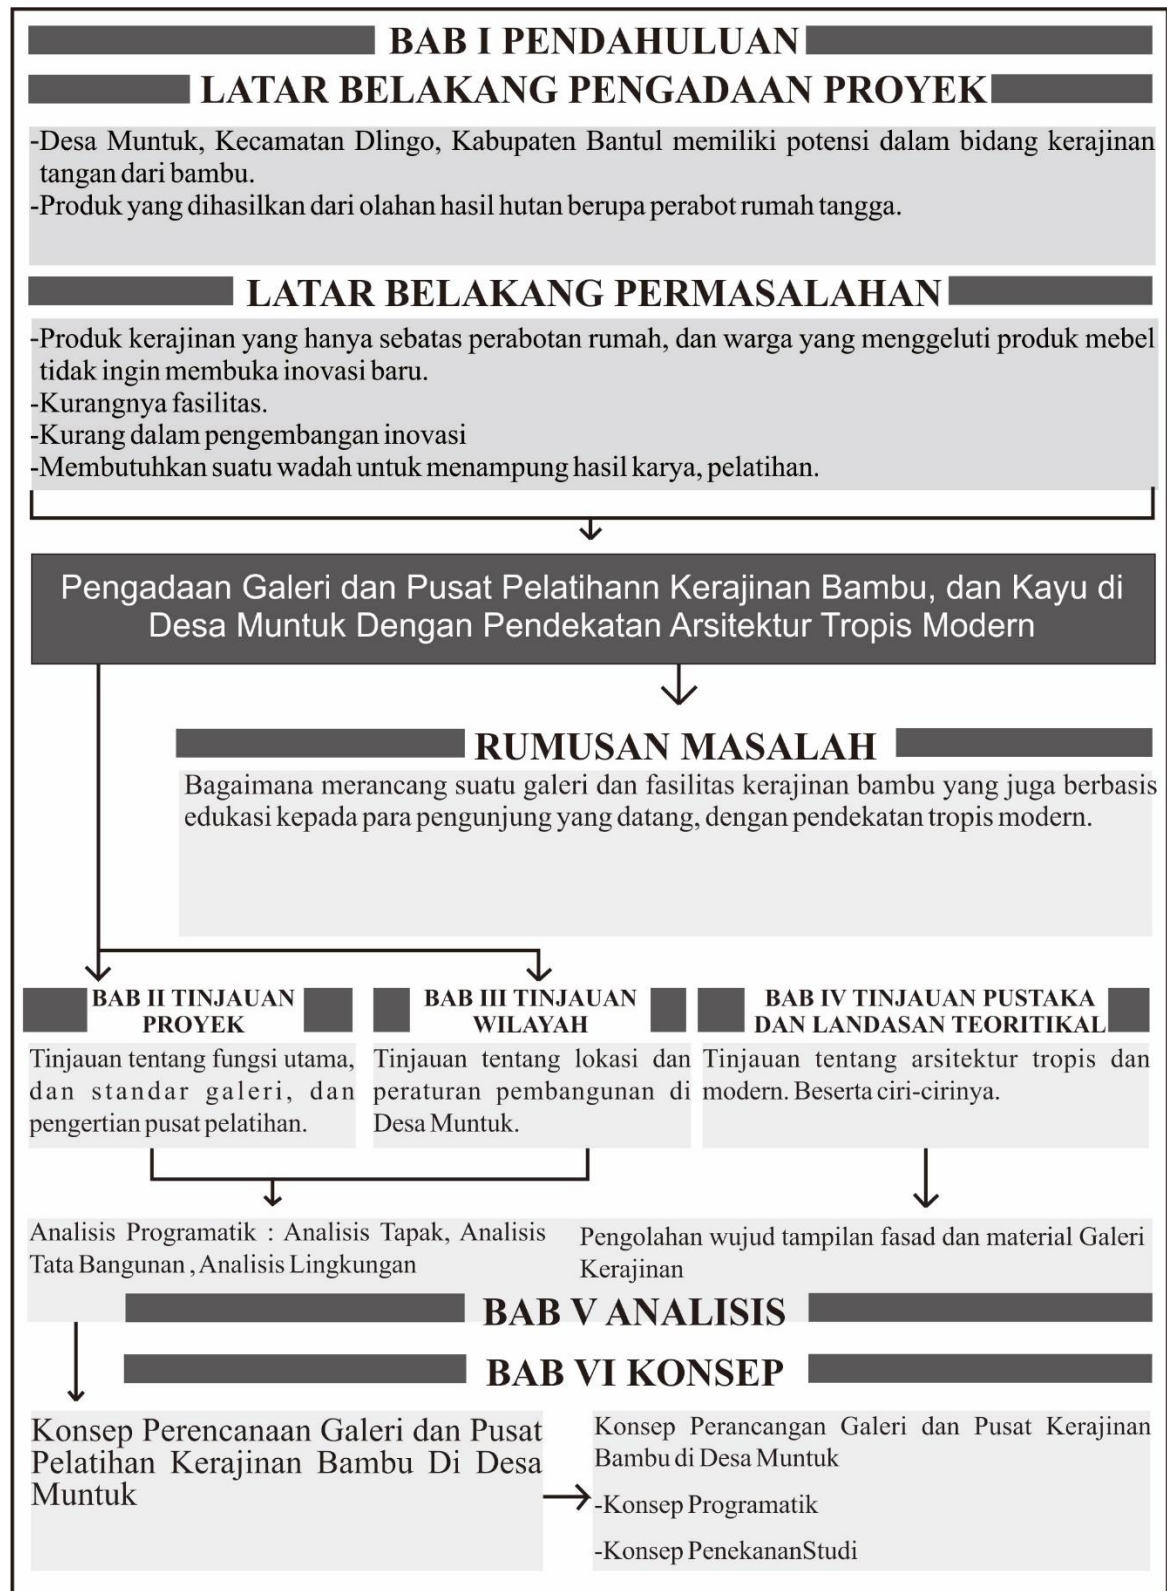 BAB I PENDAHULUAN
LATAR BELAKANG PENGADAAN PROYEK
-Desa Muntuk, Kecamatan Dlingo, Kabupaten Bantul memiliki potensi dalam bidang kerajinan
tangan dari bambu.
-Produk yang dihasilkan dari olahan hasil hutan berupa perabot rumah tangga.
LATAR BELAKANG PERMASALAHAN
-Produk kerajinan yang hanya sebatas perabotan rumah, dan warga yang menggeluti produk mebel
tidak ingin membuka inovasi baru.
-Kurangnya fasilitas.
-Kurang dalam pengembangan inovasi
-Membutuhkan suatu wadah untuk menampung hasil karya, pelatihan.
Pengadaan Galeri dan Pusat Pelatihann Kerajinan Bambu, dan Kayu di
Desa Muntuk Dengan Pendekatan Arsitektur Tropis Modern
RUMUSAN MASALAH
Bagaimana merancang suatu galeri dan fasilitas kerajinan bambu yang juga berbasis
edukasi kepada para pengunjung yang datang, dengan pendekatan tropis modern.
BAB II TINJAUAN
PROYEK
Tinjauan tentang fungsi utama,
dan standar galeri, dan
pengertian pusat pelatihan.
BAB III TINJAUAN
WILAYAH
Tinjauan tentang lokasi dan
peraturan pembangunan di
Desa Muntuk.
BAB IV TINJAUAN PUSTAKA
DAN LANDASAN TEORITIKAL
Tinjauan tentang arsitektur tropis dan
modern. Beserta ciri-cirinya.
Analisis Programatik : Analisis Tapak, Analisis
Tata Bangunan , Analisis Lingkungan
Pengolahan wujud tampilan fasad dan material Galeri
Kerajinan
BAB V ANALISIS
BAB VI KONSEP
Konsep Perencanaan Galeri dan Pusat
Pelatihan Kerajinan Bambu Di Desa
Muntuk
Konsep Perancangan Galeri dan Pusat Kerajinan
Bambu di Desa Muntuk
-Konsep Programatik
-Konsep PenekananStudi